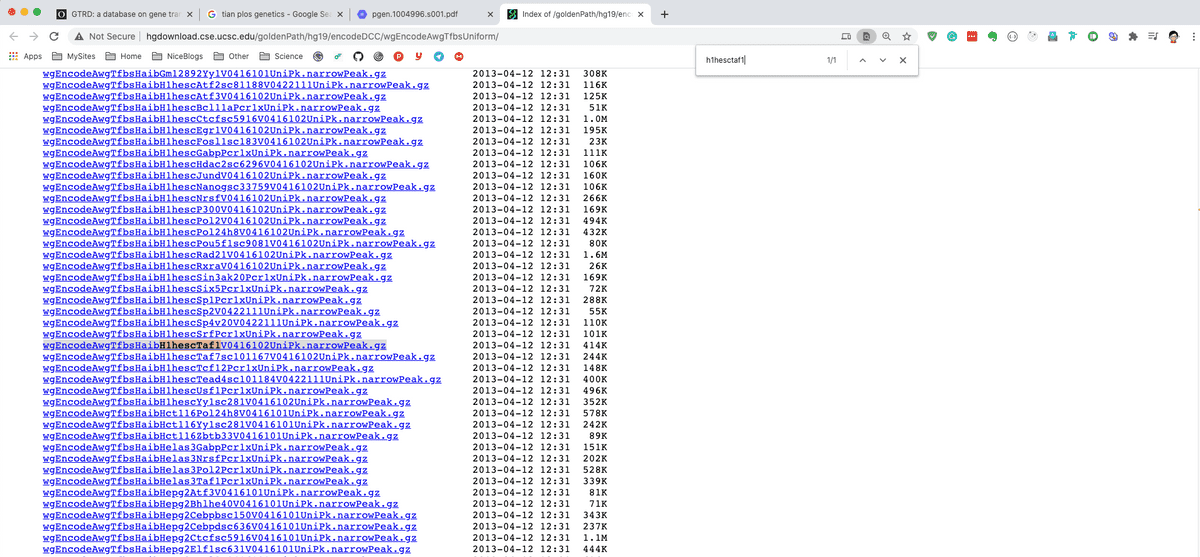 GTRD: a database on gene tran
tian plos genetics - Google Sea
pgen.1004996.s001.pdf
Index of /goldenPath/hg19/enc
Not Secure | hgdownload.cse.ucsc.edu/goldenPath/hg19/encodeDCC/wgEncodeAwgTfbsUniform/
Apps MySites Home NiceBlogs Other Science
h1hesctaf1 1/1
wgEncodeAwgTfbsHaibGm12892Yy1V0416101UniPk.narrowPeak.gz 2013-04-12 12:31 308K
wgEncodeAwgTfbsHaibH1hescAtf2sc81188V0422111UniPk.narrowPeak.gz 2013-04-12 12:31 116K
wgEncodeAwgTfbsHaibH1hescAtf3V0416102UniPk.narrowPeak.gz 2013-04-12 12:31 125K
wgEncodeAwgTfbsHaibH1hescBcl11aPcr1xUniPk.narrowPeak.gz 2013-04-12 12:31 51K
wgEncodeAwgTfbsHaibH1hescCtcfsc5916V0416102UniPk.narrowPeak.gz 2013-04-12 12:31 1.0M
wgEncodeAwgTfbsHaibH1hescEgr1V0416102UniPk.narrowPeak.gz 2013-04-12 12:31 195K
wgEncodeAwgTfbsHaibH1hescFosl1sc183V0416102UniPk.narrowPeak.gz 2013-04-12 12:31 23K
wgEncodeAwgTfbsHaibH1hescGabpPcr1xUniPk.narrowPeak.gz 2013-04-12 12:31 111K
wgEncodeAwgTfbsHaibH1hescHdac2sc6296V0416102UniPk.narrowPeak.gz 2013-04-12 12:31 106K
wgEncodeAwgTfbsHaibH1hescJundV0416102UniPk.narrowPeak.gz 2013-04-12 12:31 160K
wgEncodeAwgTfbsHaibH1hescNanogsc33759V0416102UniPk.narrowPeak.gz 2013-04-12 12:31 106K
wgEncodeAwgTfbsHaibH1hescNrsfV0416102UniPk.narrowPeak.gz 2013-04-12 12:31 266K
wgEncodeAwgTfbsHaibH1hescP300V0416102UniPk.narrowPeak.gz 2013-04-12 12:31 169K
wgEncodeAwgTfbsHaibH1hescPol2V0416102UniPk.narrowPeak.gz 2013-04-12 12:31 494K
wgEncodeAwgTfbsHaibH1hescPol24h8V0416102UniPk.narrowPeak.gz 2013-04-12 12:31 432K
wgEncodeAwgTfbsHaibH1hescPou5f1sc9081V0416102UniPk.narrowPeak.gz 2013-04-12 12:31 80K
wgEncodeAwgTfbsHaibH1hescRad21V0416102UniPk.narrowPeak.gz 2013-04-12 12:31 1.6M
wgEncodeAwgTfbsHaibH1hescRxraV0416102UniPk.narrowPeak.gz 2013-04-12 12:31 26K
wgEncodeAwgTfbsHaibH1hescSin3ak20Pcr1xUniPk.narrowPeak.gz 2013-04-12 12:31 169K
wgEncodeAwgTfbsHaibH1hescSix5Pcr1xUniPk.narrowPeak.gz 2013-04-12 12:31 72K
wgEncodeAwgTfbsHaibH1hescSp1Pcr1xUniPk.narrowPeak.gz 2013-04-12 12:31 288K
wgEncodeAwgTfbsHaibH1hescSp2V0422111UniPk.narrowPeak.gz 2013-04-12 12:31 55K
wgEncodeAwgTfbsHaibH1hescSp4v20V0422111UniPk.narrowPeak.gz 2013-04-12 12:31 110K
wgEncodeAwgTfbsHaibH1hescSrfPcr1xUniPk.narrowPeak.gz 2013-04-12 12:31 101K
wgEncodeAwgTfbsHaibH1hescTaf1V0416102UniPk.narrowPeak.gz 2013-04-12 12:31 414K
wgEncodeAwgTfbsHaibH1hescTaf7sc101167V0416102UniPk.narrowPeak.gz 2013-04-12 12:31 244K
wgEncodeAwgTfbsHaibH1hescTcf12Pcr1xUniPk.narrowPeak.gz 2013-04-12 12:31 148K
wgEncodeAwgTfbsHaibH1hescTead4sc101184V0422111UniPk.narrowPeak.gz 2013-04-12 12:31 400K
wgEncodeAwgTfbsHaibH1hescUsf1Pcr1xUniPk.narrowPeak.gz 2013-04-12 12:31 496K
wgEncodeAwgTfbsHaibH1hescYy1sc281V0416102UniPk.narrowPeak.gz 2013-04-12 12:31 352K
wgEncodeAwgTfbsHaibHct116Pol24h8V0416101UniPk.narrowPeak.gz 2013-04-12 12:31 578K
wgEncodeAwgTfbsHaibHct116Yy1sc281V0416101UniPk.narrowPeak.gz 2013-04-12 12:31 242K
wgEncodeAwgTfbsHaibHct116Zbtb33V0416101UniPk.narrowPeak.gz 2013-04-12 12:31 89K
wgEncodeAwgTfbsHaibHelas3GabpPcr1xUniPk.narrowPeak.gz 2013-04-12 12:31 151K
wgEncodeAwgTfbsHaibHelas3NrsfPcr1xUniPk.narrowPeak.gz 2013-04-12 12:31 202K
wgEncodeAwgTfbsHaibHelas3Pol2Pcr1xUniPk.narrowPeak.gz 2013-04-12 12:31 528K
wgEncodeAwgTfbsHaibHelas3Taf1Pcr1xUniPk.narrowPeak.gz 2013-04-12 12:31 339K
wgEncodeAwgTfbsHaibHepg2Atf3V0416101UniPk.narrowPeak.gz 2013-04-12 12:31 81K
wgEncodeAwgTfbsHaibHepg2Bhlhe40V0416101UniPk.narrowPeak.gz 2013-04-12 12:31 71K
wgEncodeAwgTfbsHaibHepg2Cebpbsc150V0416101UniPk.narrowPeak.gz 2013-04-12 12:31 343K
wgEncodeAwgTfbsHaibHepg2Cebpdsc636V0416101UniPk.narrowPeak.gz 2013-04-12 12:31 237K
wgEncodeAwgTfbsHaibHepg2Ctcfsc5916V0416101UniPk.narrowPeak.gz 2013-04-12 12:31 1.1M
wgEncodeAwgTfbsHaibHepg2Elf1sc631V0416101UniPk.narrowPeak.gz 2013-04-12 12:31 444K